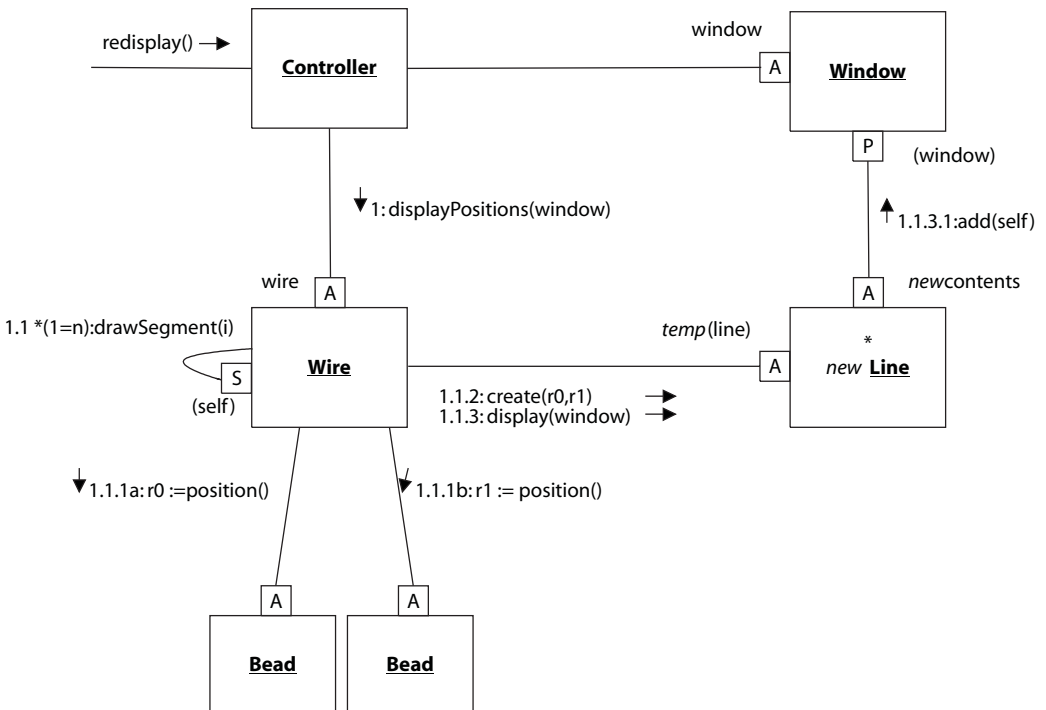 redisplay()
Controller
window
A
Window
P
(window)
1: displayPositions(window)
1.1.3.1:add(self)
wire
A
A
newcontents
1.1 *(1=n):drawSegment(i)
S
(self)
Wire
temp(line)
A
*
new Line
1.1.2: create(r0,r1)
1.1.3: display(window)
1.1.1a: r0 :=position()
1.1.1b: r1 := position()
A
A
Bead
Bead